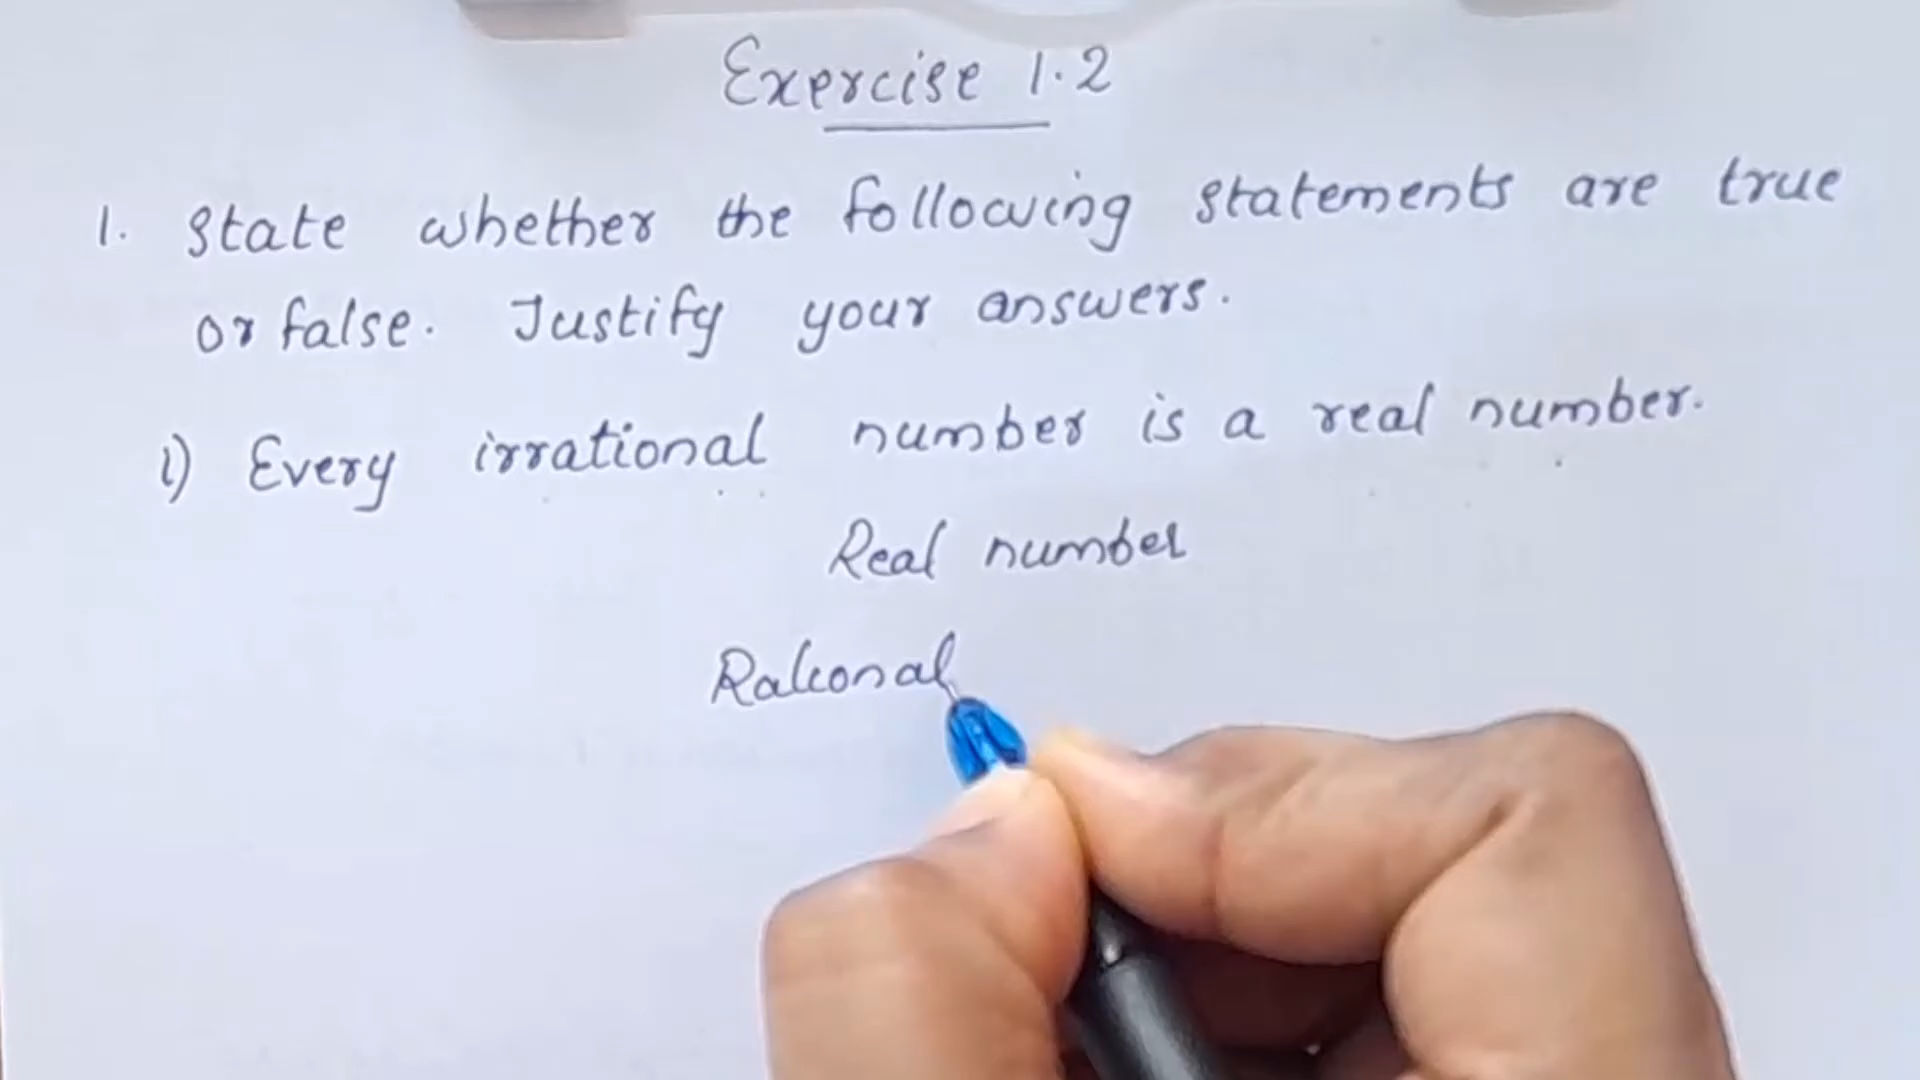 Exercise 1.2
1. State whether the following statements are true
or false. Justify your answers.
i) Every irrational number is a real number.
Real number
Rational